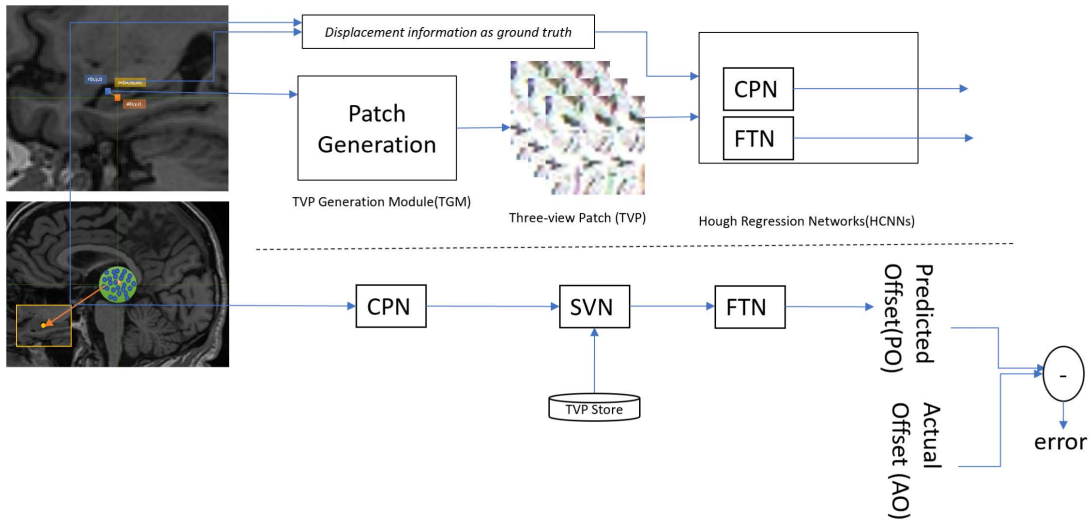 Displacement information as ground truth
Patch
Generation
CPN
FTN
TVP Generation Module(TGM)
Three-view Patch (TVP)
Hough Regression Networks(HCNNs)
CPN
SVN
FTN
TVP Store
Predicted
Offset(PO)
Actual
Offset (AO)
-
error